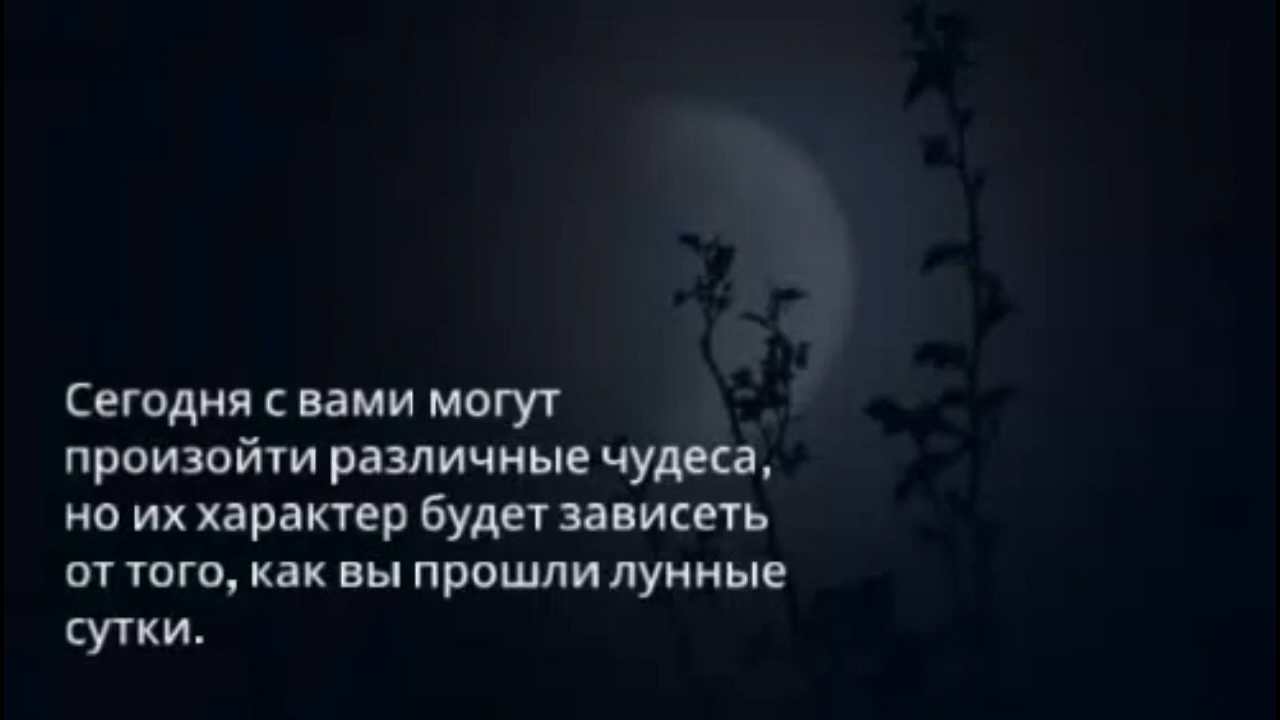 Сегодня с вами могут
произойти различные чудеса,
но их характер будет зависеть
от того, как вы прошли лунные
сутки.